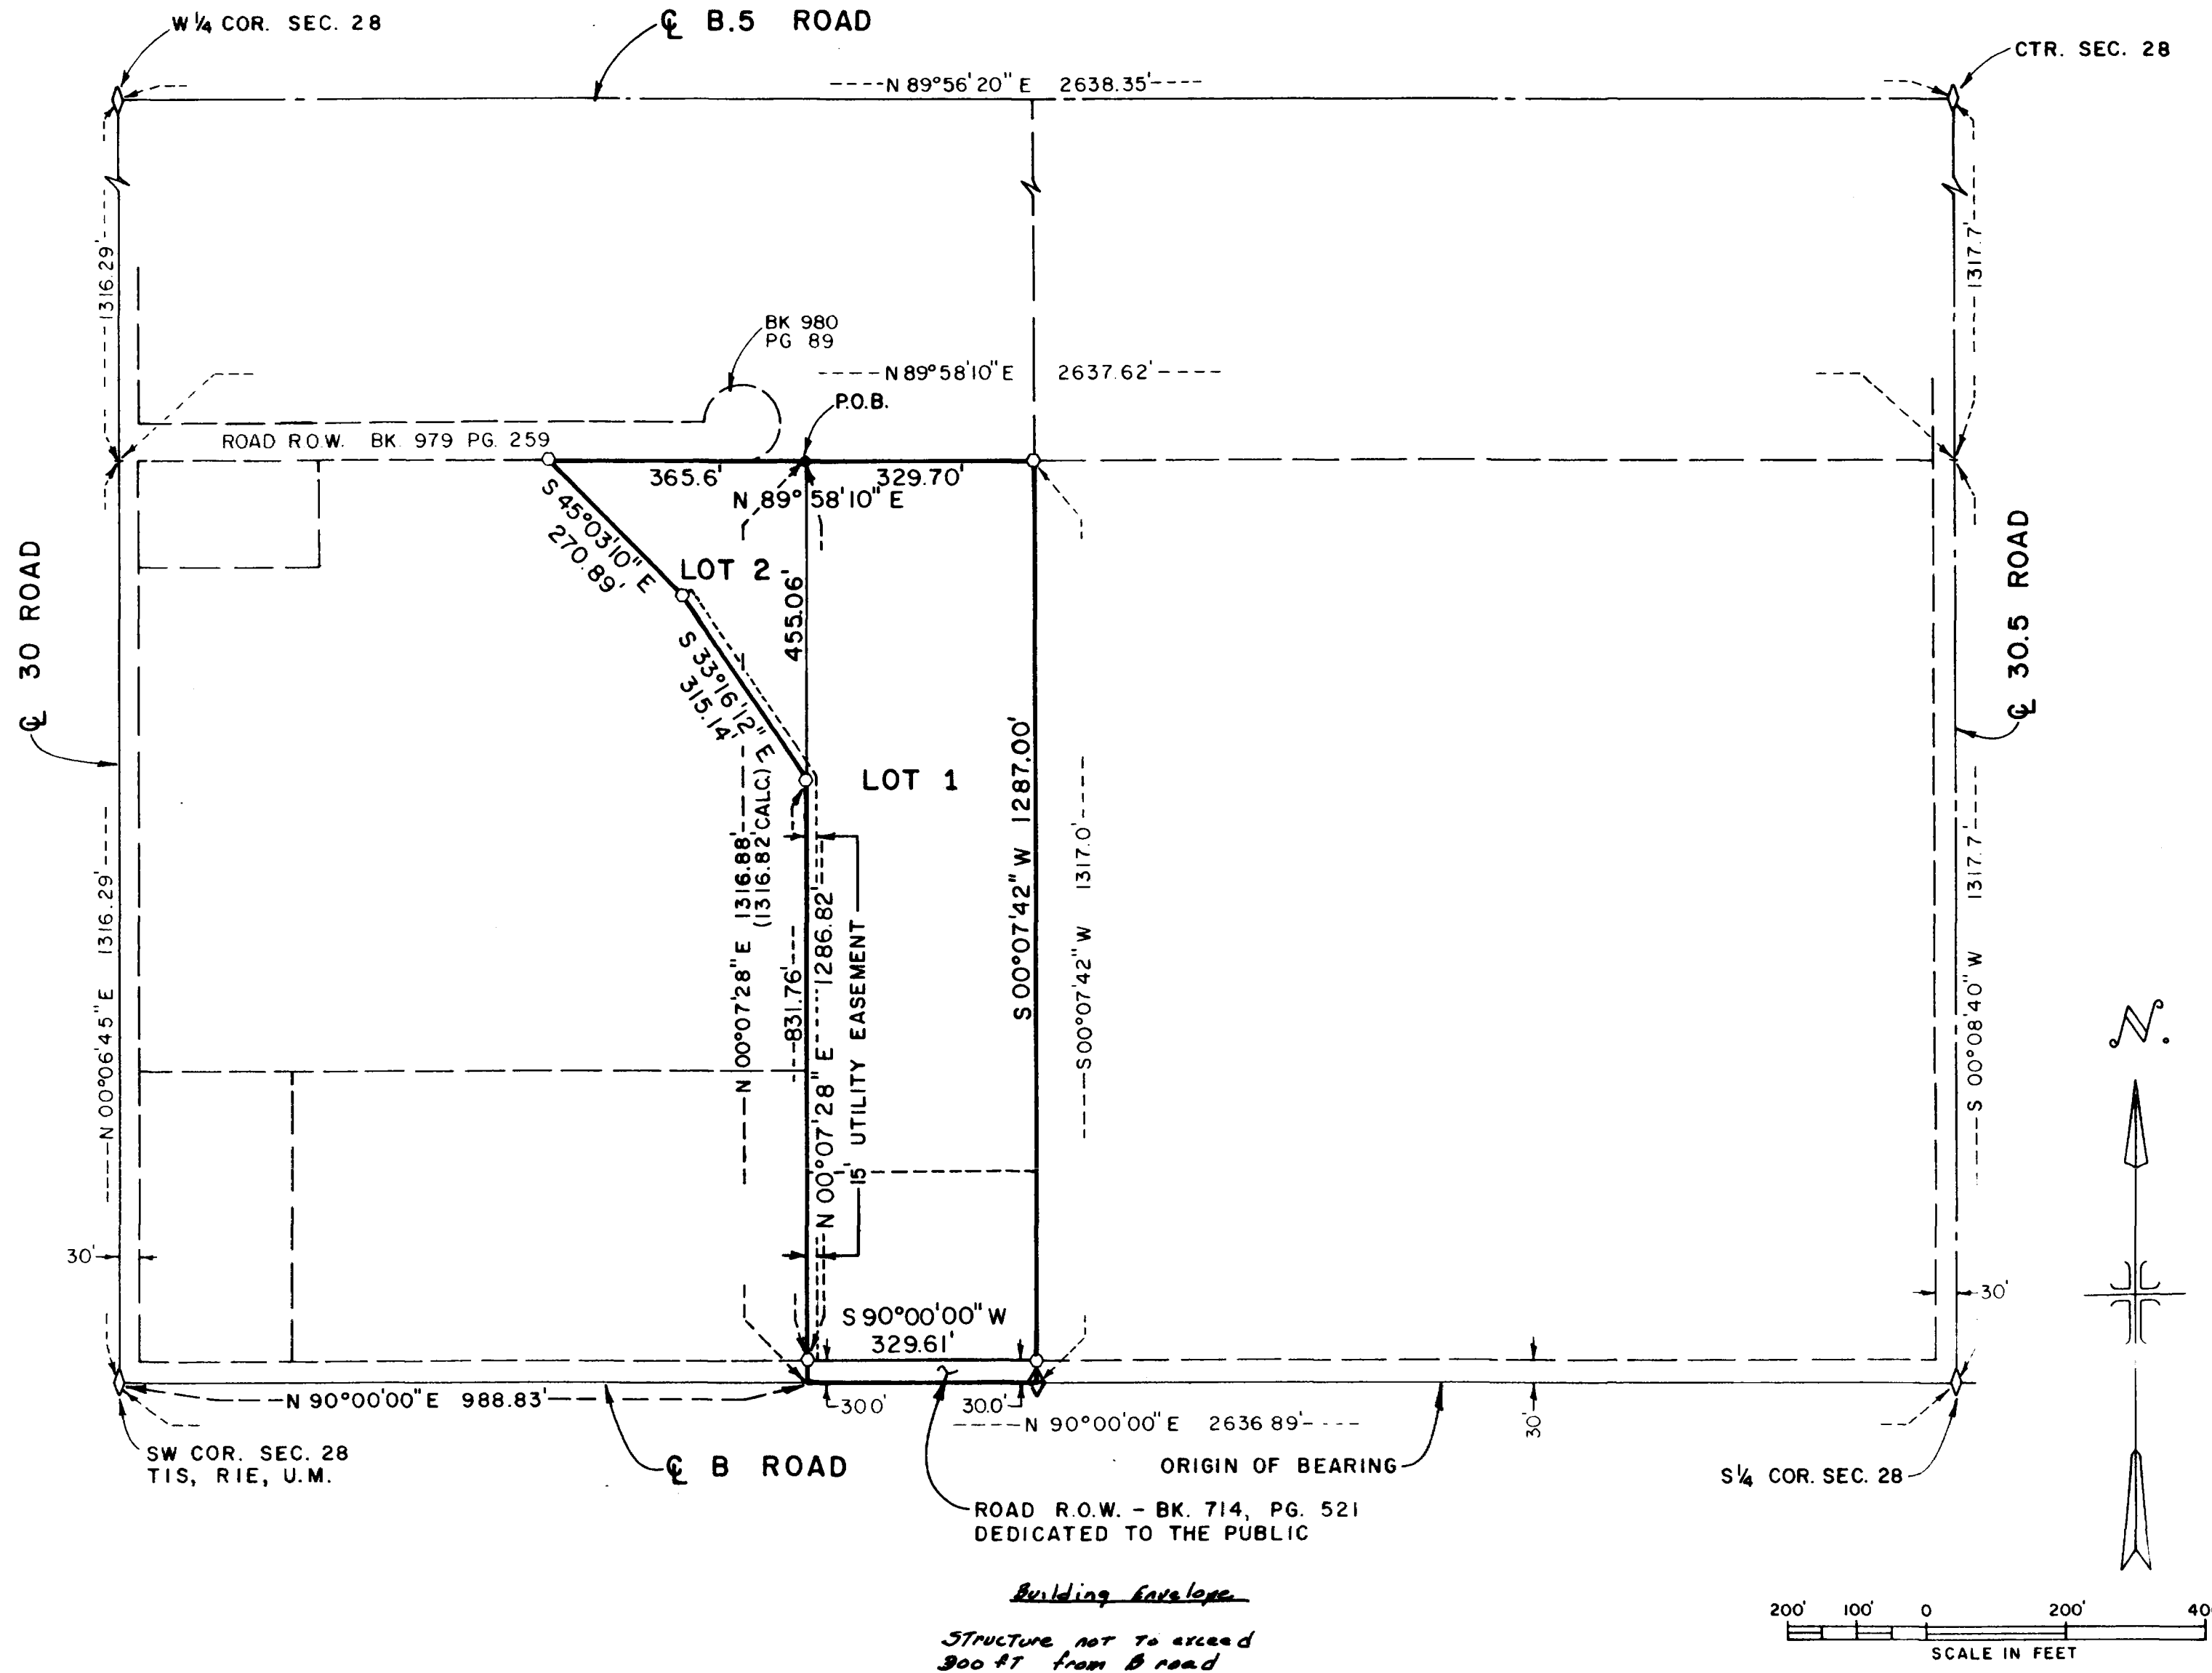 W 1/4 COR. SEC. 28
℄ B.5 ROAD
CTR. SEC. 28
N 89°56'20" E 2638.35'
1316.29'
1317.7'
BK 980
PG 89
N 89°58'10" E 2637.62'
P.O.B.
ROAD R.O.W. BK. 979 PG. 259
365.6'
329.70'
N 89°58'10" E
S 45°03'10" E
270.89'
LOT 2
455.06'
S 33°16'12" E
315.14'
LOT 1
℄ 30 ROAD
℄ 30.5 ROAD
N 00°06'45" E 1316.29'
N 00°07'28" E 1316.88'
(1316.82' CALC.)
831.76'
N 00°07'28" E 1286.82'
15' UTILITY EASEMENT
S 00°07'42" W 1287.00'
S 00°07'42" W 1317.0'
S 00°08'40" W 1317.7'
N.
30'
30'
S 90°00'00" W
329.61'
N 90°00'00" E 988.83'
30.0'
30.0'
N 90°00'00" E 2636.89'
30'
SW COR. SEC. 28
T1S, R1E, U.M.
℄ B ROAD
ORIGIN OF BEARING
S 1/4 COR. SEC. 28
ROAD R.O.W. - BK. 714, PG. 521
DEDICATED TO THE PUBLIC
Building Envelope
Structure not to exceed
300 FT from B road
200' 100' 0 200' 40
SCALE IN FEET